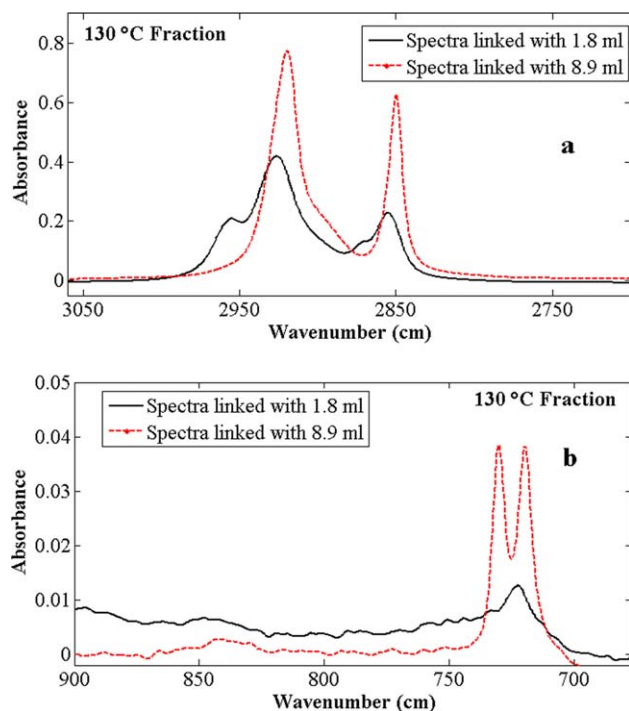 130 °C Fraction
Spectra linked with 1.8 ml
Spectra linked with 8.9 ml
a
0.8
0.6
0.4
0.2
0
Absorbance
3050 2950 2850 2750
Wavenumber (cm)
0.05
0.04
0.03
0.02
0.01
0
Absorbance
Spectra linked with 1.8 ml
Spectra linked with 8.9 ml
130 °C Fraction
b
900 850 800 750 700
Wavenumber (cm)